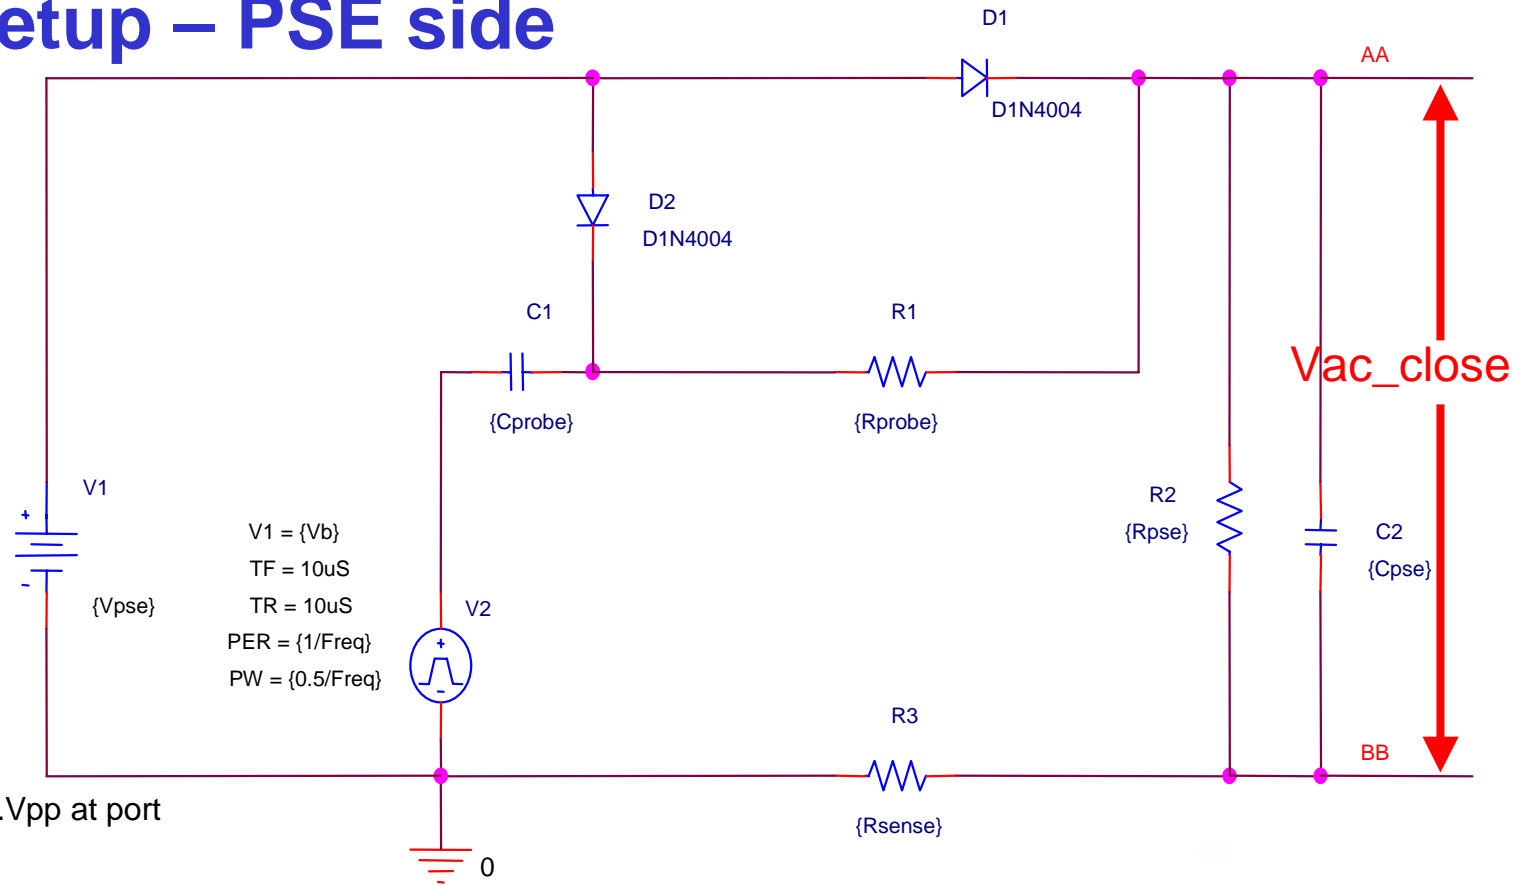 etup – PSE side
D1
AA
D1N4004
D2
D1N4004
C1
R1
Vac_close
{Cprobe}
{Rprobe}
V1
+
-
{Vpse}
V1 = {Vb}
TF = 10uS
TR = 10uS
PER = {1/Freq}
PW = {0.5/Freq}
V2
+
-
R2
{Rpse}
C2
{Cpse}
R3
{Rsense}
BB
.Vpp at port
0